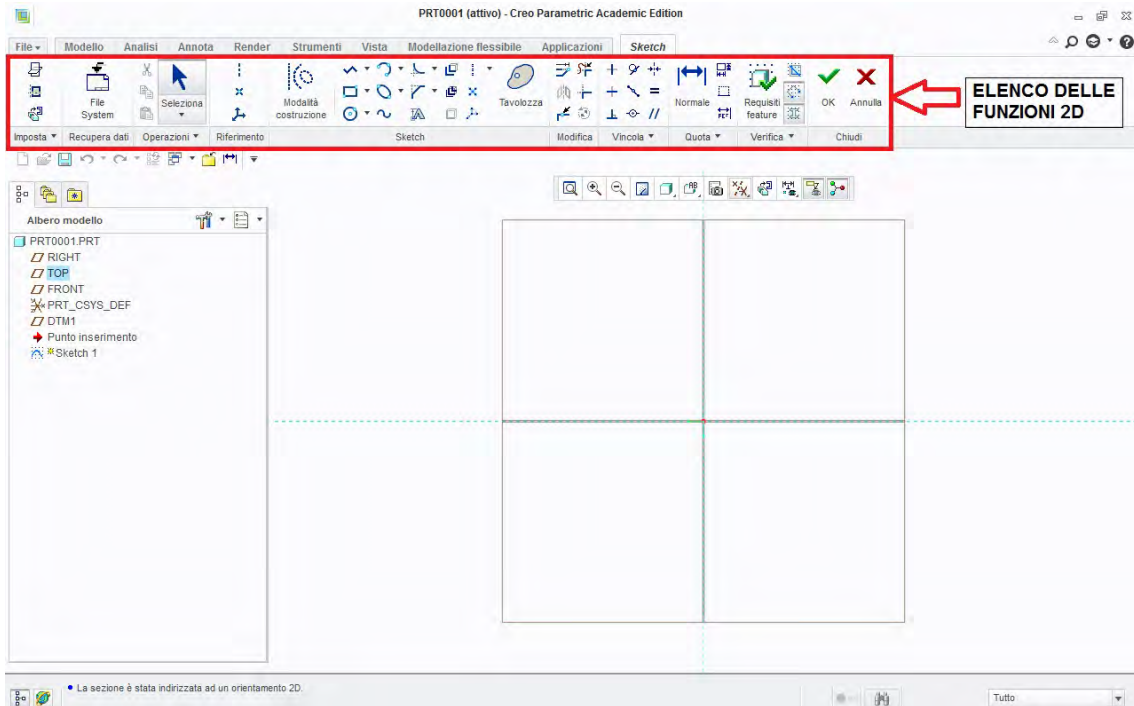 PRT0001 (attivo) - Creo Parametric Academic Edition
File Modello Analisi Annota Render Strumenti Vista Modellazione flessibile Applicazioni Sketch
File System
Seleziona
Modalità costruzione
Tavolozza
Normale
Requisiti feature
OK
Annulla
Imposta Recupera dati Operazioni Riferimento Sketch Modifica Vincola Quota Verifica Chiudi
ELENCO DELLE
FUNZIONI 2D
Albero modello
PRT0001.PRT
RIGHT
TOP
FRONT
PRT_CSYS_DEF
DTM1
Punto inserimento
Sketch 1
La sezione è stata indirizzata ad un orientamento 2D.
Tutto